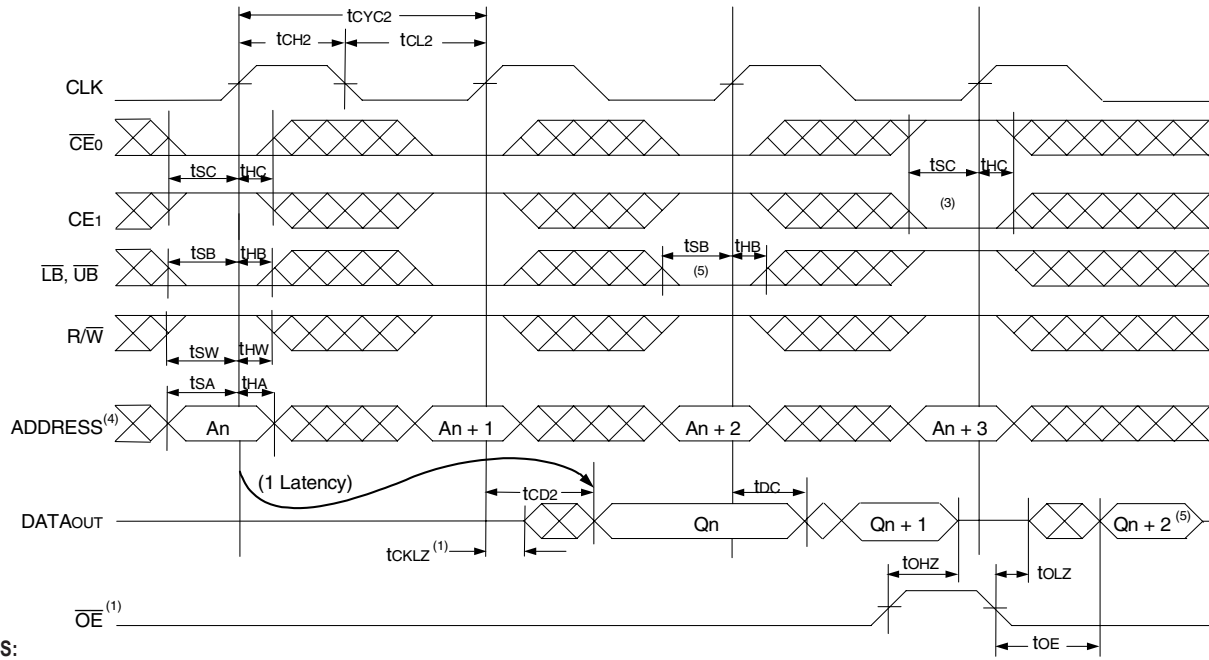 tCYC2
tCH2 tCL2
CLK
CE0
tSC tHC tSC tHC
CE1 (3)
tSB tHB tSB tHB
LB, UB (5)
R/W
tSW tHW
tSA tHA
ADDRESS(4) An An + 1 An + 2 An + 3
(1 Latency) tCD2 tDC
DATAOUT Qn Qn + 1 Qn + 2 (5)
tCKLZ (1)
tOHZ tOLZ
OE (1)
tOE
S: